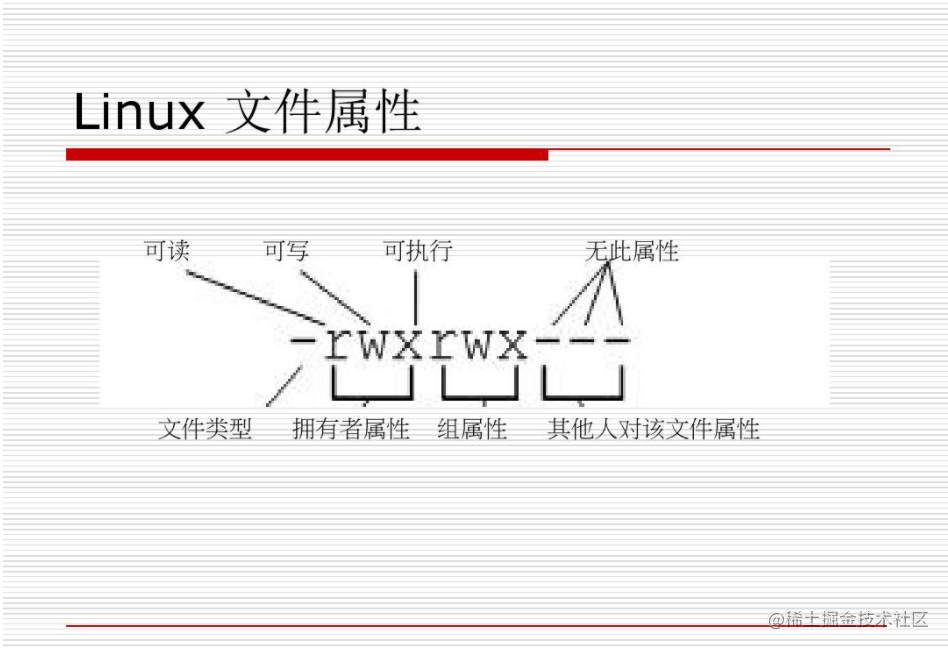 Linux 文件属性
可读 可写 可执行 无此属性
-rwxrwx---
文件类型 拥有者属性 组属性 其他人对该文件属性
@稀土掘金技术社区